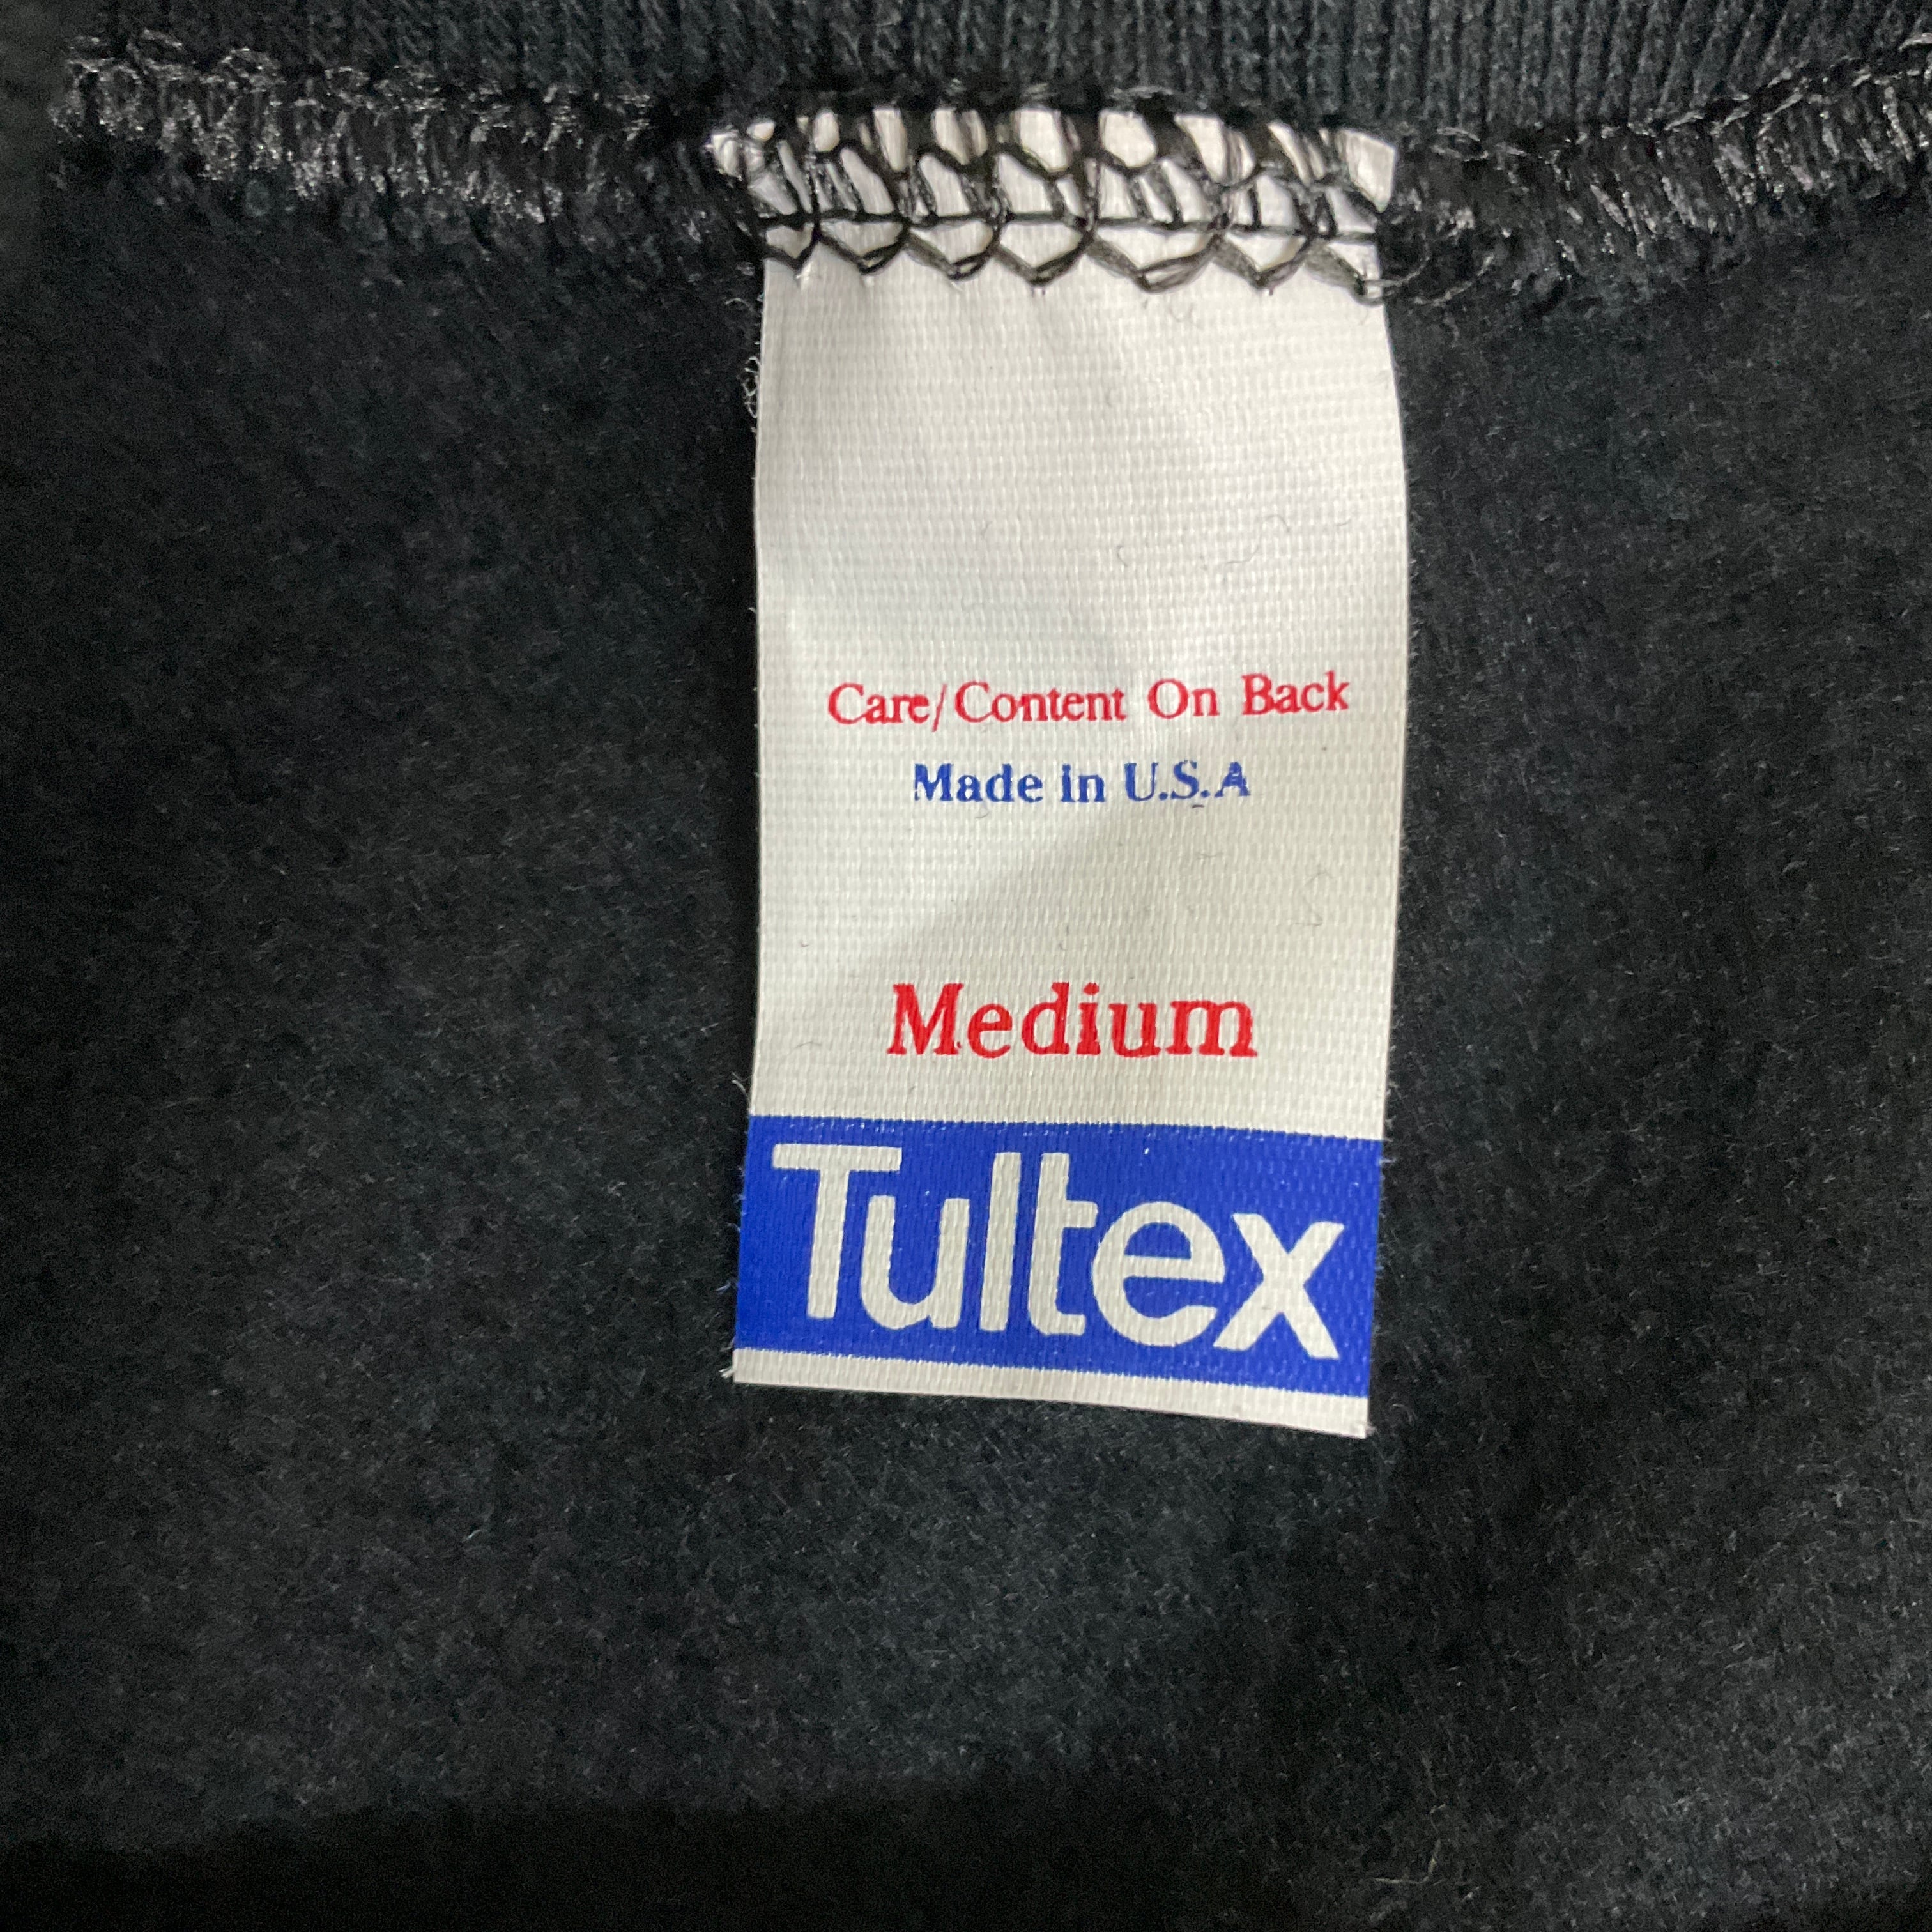 Care/Content On Back
Made in U.S.A
Medium
Tultex